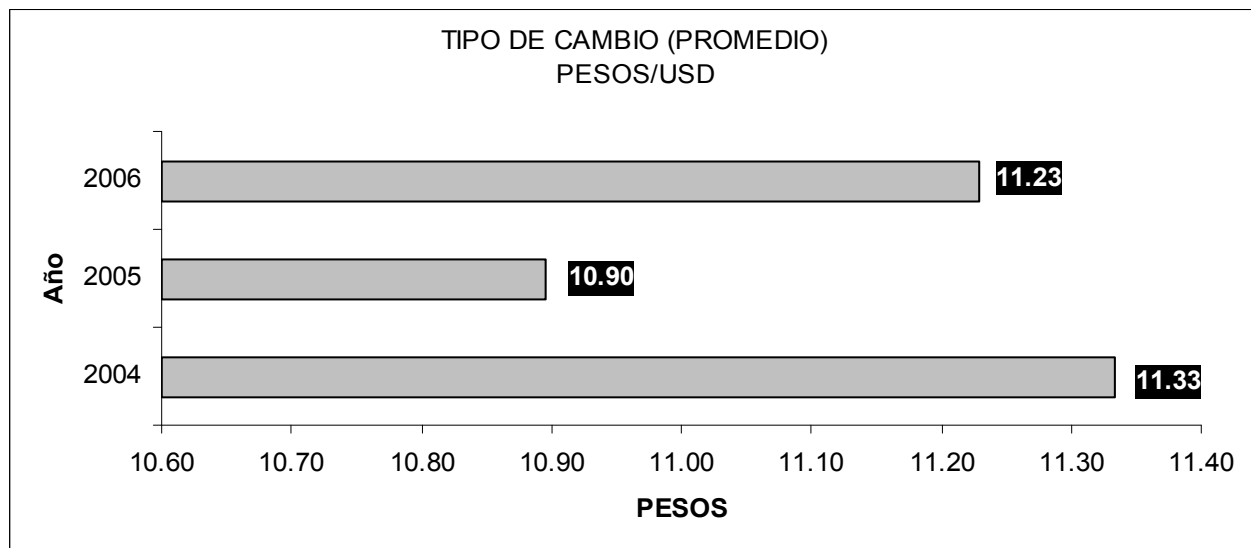 TIPO DE CAMBIO (PROMEDIO)
PESOS/USD
2006
11.23
2005
10.90
2004
11.33
Año
10.60 10.70 10.80 10.90 11.00 11.10 11.20 11.30 11.40
PESOS